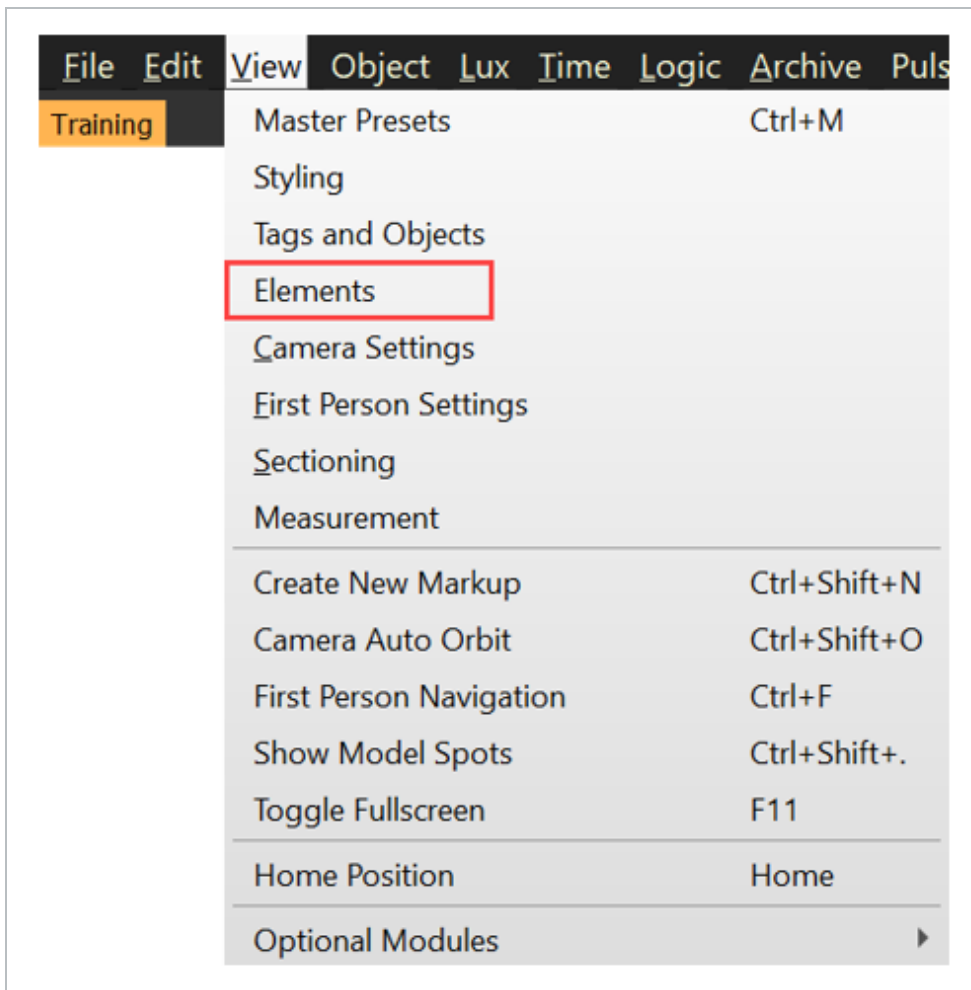 File Edit View Object Lux Time Logic Archive Puls
Training
Master Presets Ctrl+M
Styling
Tags and Objects
Elements
Camera Settings
First Person Settings
Sectioning
Measurement
Create New Markup Ctrl+Shift+N
Camera Auto Orbit Ctrl+Shift+O
First Person Navigation Ctrl+F
Show Model Spots Ctrl+Shift+.
Toggle Fullscreen F11
Home Position Home
Optional Modules